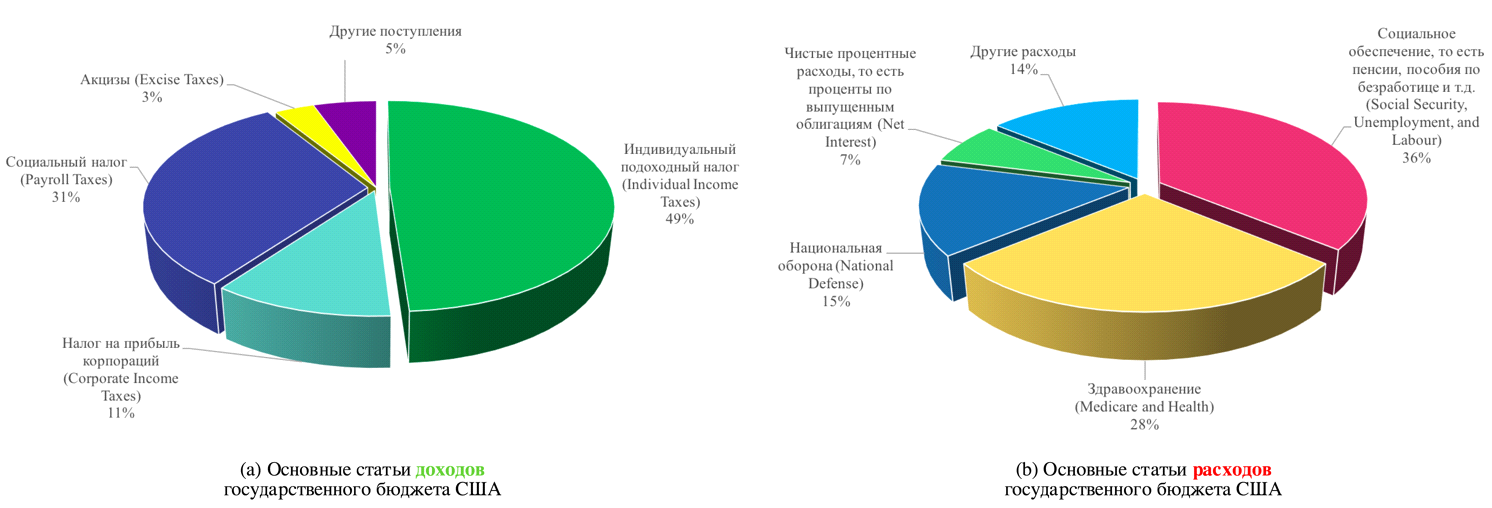 Другие поступления
5%
Акцизы (Excise Taxes)
3%
Социальный налог
(Payroll Taxes)
31%
Налог на прибыль
корпораций
(Corporate Income
Taxes)
11%
Индивидуальный
подоходный налог
(Individual Income
Taxes)
49%
(a) Основные статьи доходов
государственного бюджета США
Чистые процентные
расходы, то есть
проценты по
выпущенным
облигациям (Net
Interest)
7%
Другие расходы
14%
Социальное
обеспечение, то есть
пенсии, пособия по
безработице и т.д.
(Social Security,
Unemployment, and
Labour)
36%
Национальная
оборона (National
Defense)
15%
Здравоохранение
(Medicare and Health)
28%
(b) Основные статьи расходов
государственного бюджета США